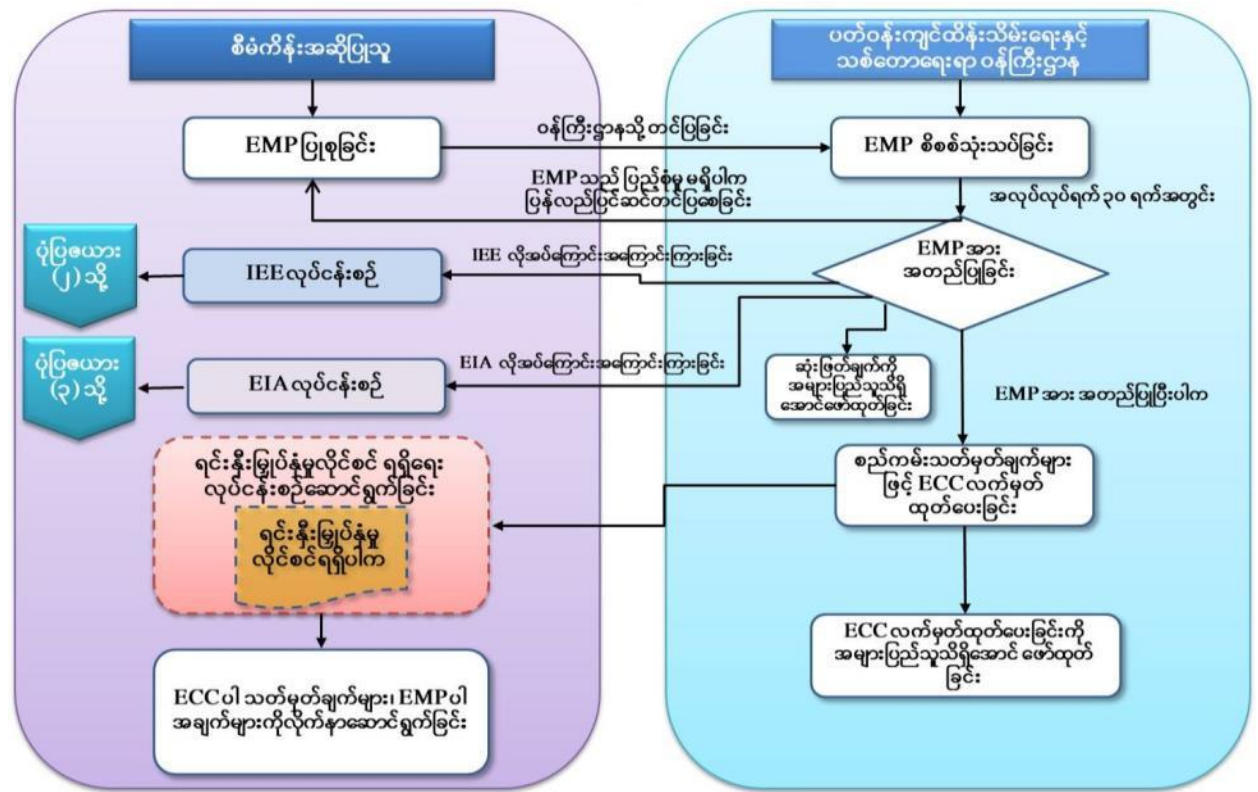 စီမံကိန်းအဆိုပြုသူ
ပတ်ဝန်းကျင်ထိန်းသိမ်းရေးနှင့်
သစ်တောရေးရာ ဝန်ကြီးဌာန
EMP ပြုစုခြင်း
ဝန်ကြီးဌာနသို့ တင်ပြခြင်း
EMP စိစစ်သုံးသပ်ခြင်း
EMP သည် ပြည့်စုံမှု မရှိပါက
ပြန်လည်ပြင်ဆင်တင်ပြစေခြင်း
အလုပ်လုပ်ရက် ၃၀ ရက်အတွင်း
EMP အား
အတည်ပြုခြင်း
ပုံပြဇယား
(၂) သို့
IEE လုပ်ငန်းစဉ်
IEE လိုအပ်ကြောင်းအကြောင်းကြားခြင်း
ပုံပြဇယား
(၃) သို့
EIA လုပ်ငန်းစဉ်
EIA လိုအပ်ကြောင်းအကြောင်းကြားခြင်း
ဆုံးဖြတ်ချက်ကို
အများပြည်သူသိရှိ
အောင်ဖော်ထုတ်ခြင်း
EMP အား အတည်ပြုပြီးပါက
ရင်းနှီးမြှုပ်နှံမှုလိုင်စင် ရရှိရေး
လုပ်ငန်းစဉ်ဆောင်ရွက်ခြင်း
ရင်းနှီးမြှုပ်နှံမှု
လိုင်စင်ရရှိပါက
စည်ကမ်းသတ်မှတ်ချက်များ
ဖြင့် ECC လက်မှတ်
ထုတ်ပေးခြင်း
ECC လက်မှတ်ထုတ်ပေးခြင်းကို
အများပြည်သူသိရှိအောင် ဖော်ထုတ်
ခြင်း
ECC ပါ သတ်မှတ်ချက်များ၊ EMP ပါ
အချက်များကိုလိုက်နာဆောင်ရွက်ခြင်း